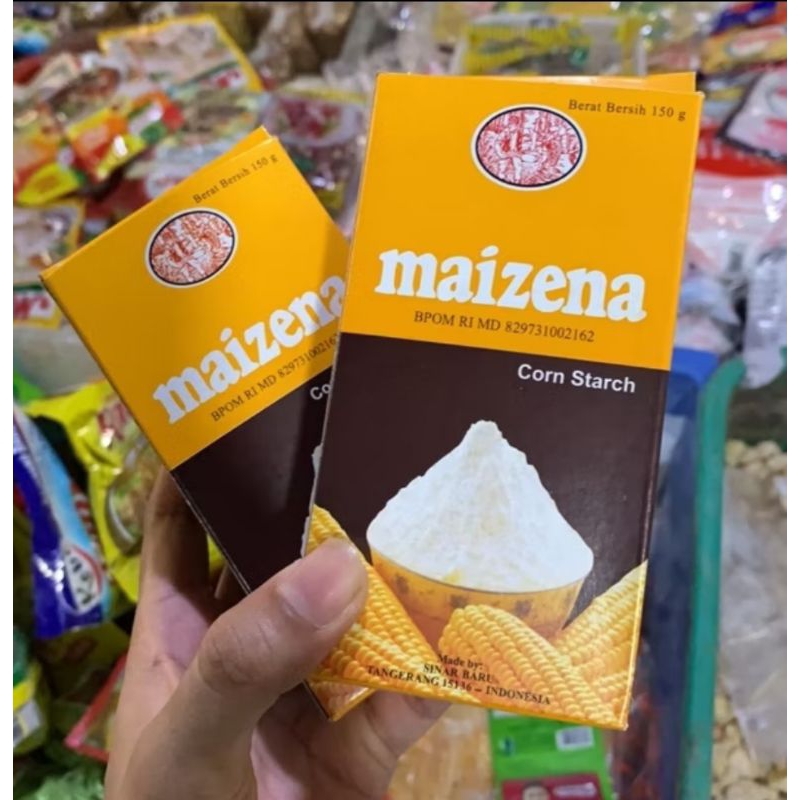 Berat Bersih 150 g
maizena
BPOM RI MD 829731002162
Co
Berat Bersih 150 g
maizena
BPOM RI MD 829731002162
Corn Starch
Made by:
SINAR BARU
TANGERANG 15136 – INDONESIA